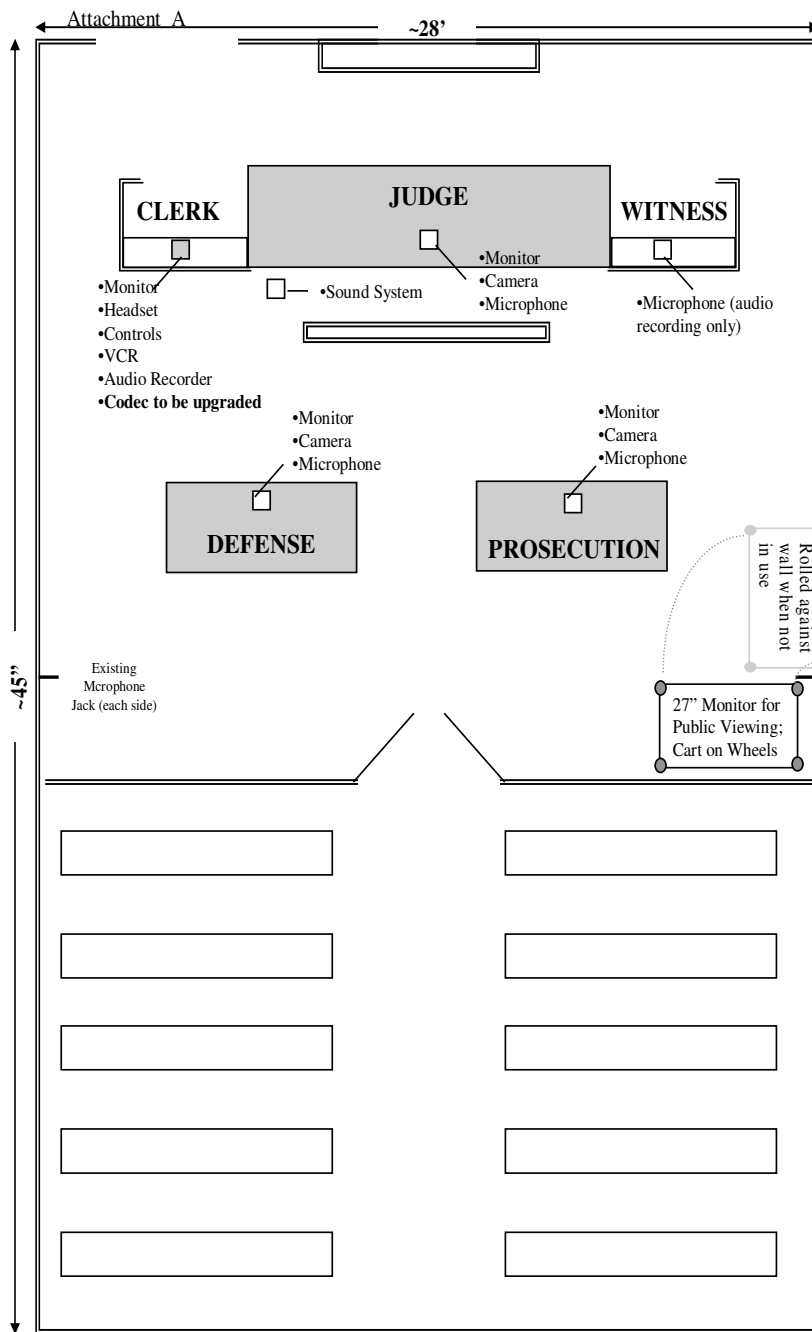 Attachment A
~28’
JUDGE
CLERK
WITNESS
•Monitor
•Headset
•Controls
•VCR
•Audio Recorder
•Codec to be upgraded
•Sound System
•Monitor
•Camera
•Microphone
•Microphone (audio
recording only)
•Monitor
•Camera
•Microphone
•Monitor
•Camera
•Microphone
DEFENSE
PROSECUTION
Rolled against
wall when not
in use
~45”
Existing
Mcrophone
Jack (each side)
27” Monitor for
Public Viewing;
Cart on Wheels